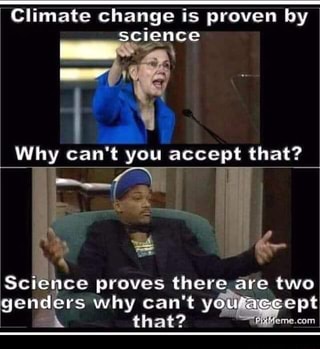 Climate change is proven by
science
Why can't you accept that?
Science proves there are two
genders why can't you accept
that?
PixMeme.com